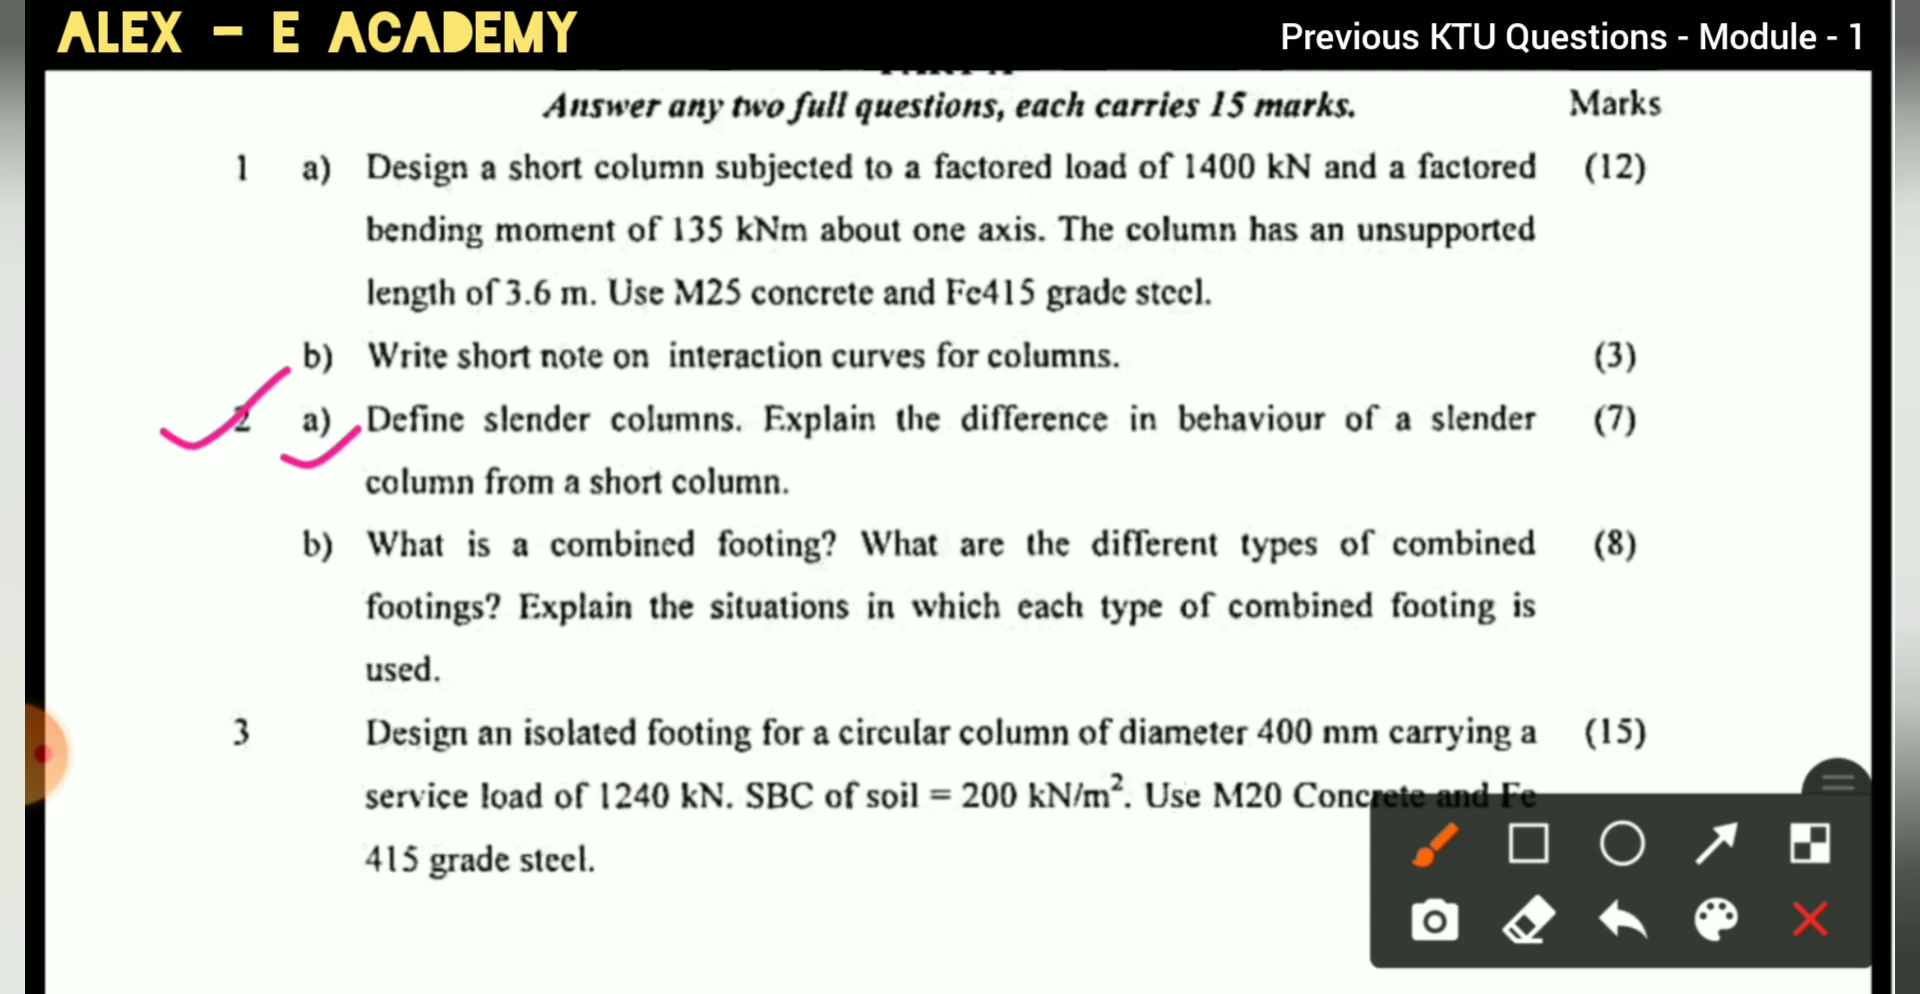 ALEX - E ACADEMY
Previous KTU Questions - Module - 1
Answer any two full questions, each carries 15 marks. Marks
1 a) Design a short column subjected to a factored load of 1400 kN and a factored (12)
bending moment of 135 kNm about one axis. The column has an unsupported
length of 3.6 m. Use M25 concrete and Fe415 grade steel.
b) Write short note on interaction curves for columns. (3)
2 a) Define slender columns. Explain the difference in behaviour of a slender (7)
column from a short column.
b) What is a combined footing? What are the different types of combined (8)
footings? Explain the situations in which each type of combined footing is
used.
3 Design an isolated footing for a circular column of diameter 400 mm carrying a (15)
service load of 1240 kN. SBC of soil = 200 kN/m². Use M20 Concrete and Fe
415 grade steel.